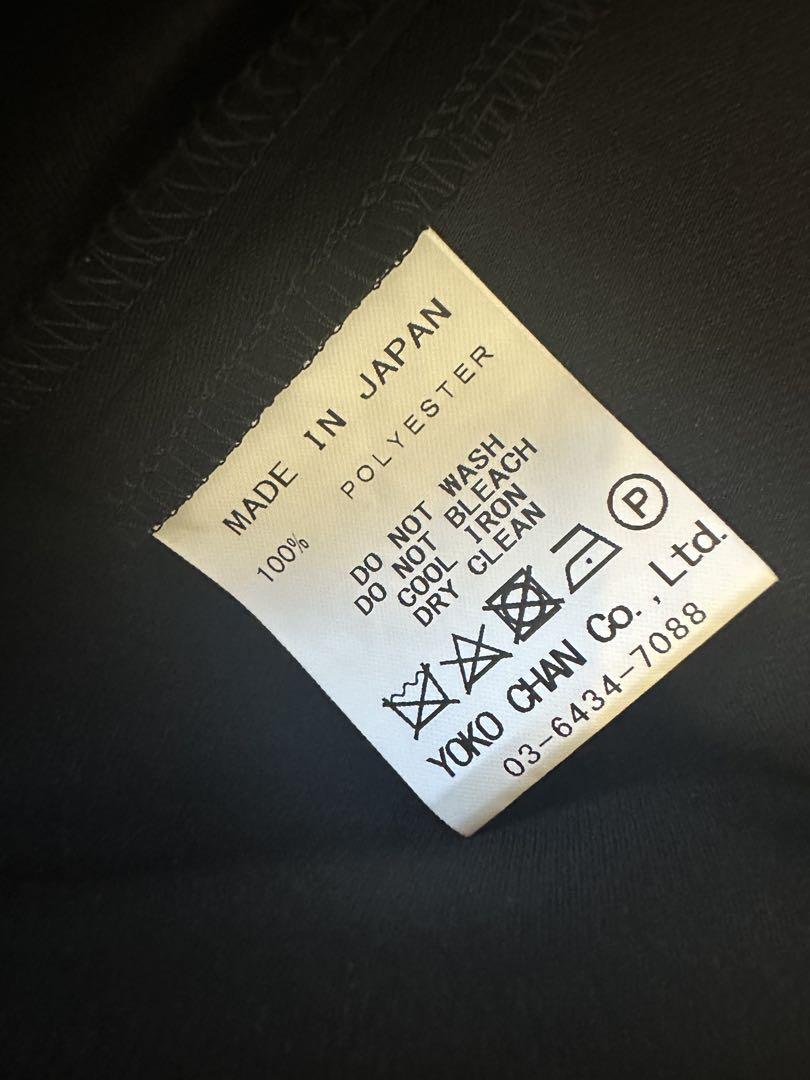 MADE IN JAPAN
100% POLYESTER
DO NOT WASH
DO NOT BLEACH
COOL IRON
DRY CLEAN
P
YOKO CHAN Co., Ltd.
03-6434-7088